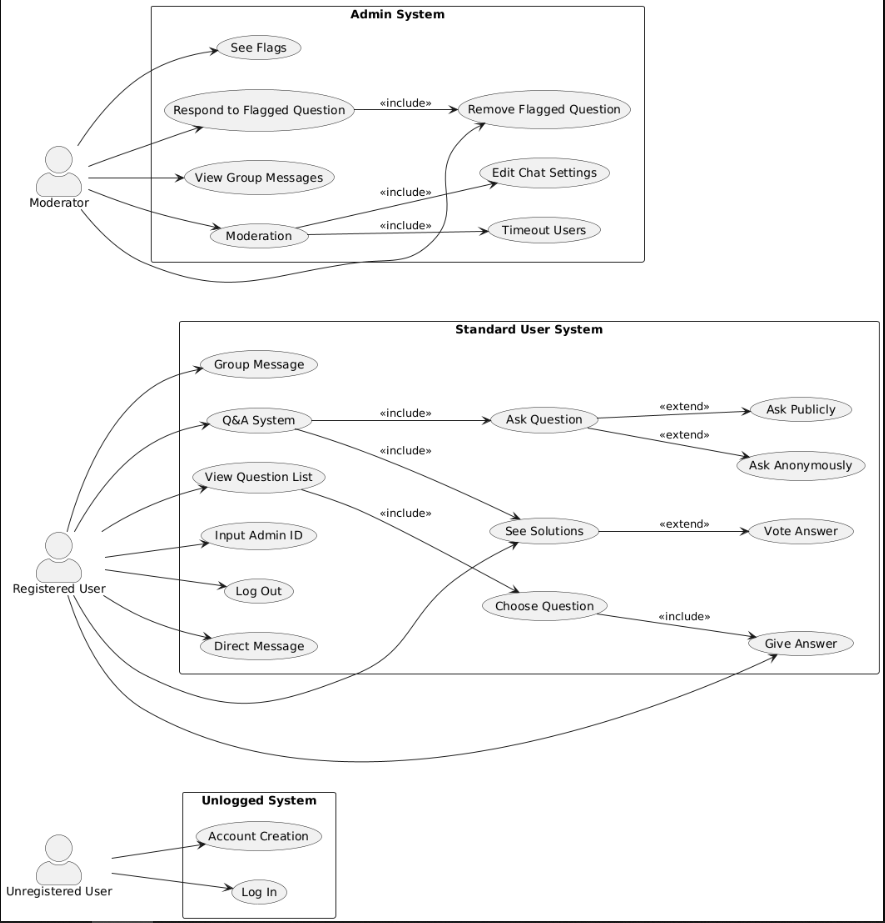 Admin System
See Flags
Respond to Flagged Question
«include»
Remove Flagged Question
View Group Messages
«include»
Edit Chat Settings
Moderation
«include»
Timeout Users
Moderator
Standard User System
Group Message
Q&A System
«include»
Ask Question
«extend»
Ask Publicly
«extend»
Ask Anonymously
«include»
View Question List
«include»
See Solutions
«extend»
Vote Answer
Input Admin ID
Log Out
Choose Question
«include»
Give Answer
Direct Message
Registered User
Unlogged System
Account Creation
Log In
Unregistered User